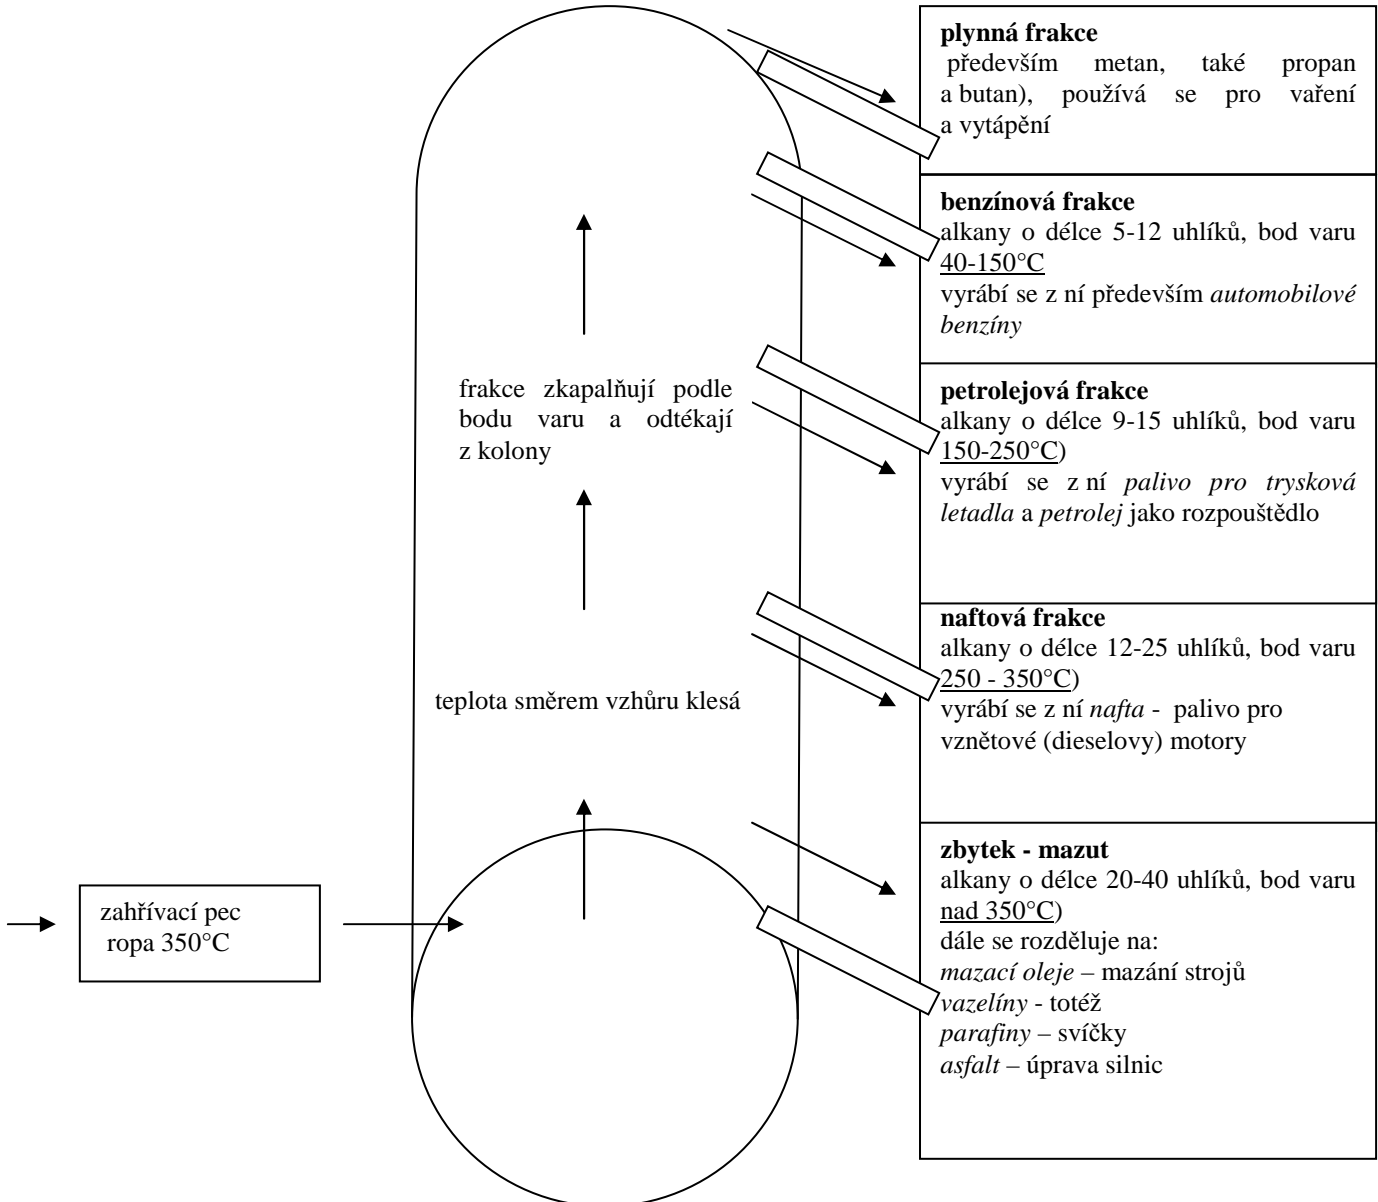 plynná frakce
především metan, také propan
a butan), používá se pro vaření
a vytápění
benzínová frakce
alkany o délce 5-12 uhlíků, bod varu
40-150°C
vyrábí se z ní především automobilové
benzíny
frakce zkapalňují podle
bodu varu a odtékají
z kolony
petrolejová frakce
alkany o délce 9-15 uhlíků, bod varu
150-250°C)
vyrábí se z ní palivo pro trysková
letadla a petrolej jako rozpouštědlo
teplota směrem vzhůru klesá
naftová frakce
alkany o délce 12-25 uhlíků, bod varu
250 - 350°C)
vyrábí se z ní nafta - palivo pro
vznětové (dieselovy) motory
zahřívací pec
ropa 350°C
zbytek - mazut
alkany o délce 20-40 uhlíků, bod varu
nad 350°C)
dále se rozděluje na:
mazací oleje – mazání strojů
vazelíny - totéž
parafiny – svíčky
asfalt – úprava silnic